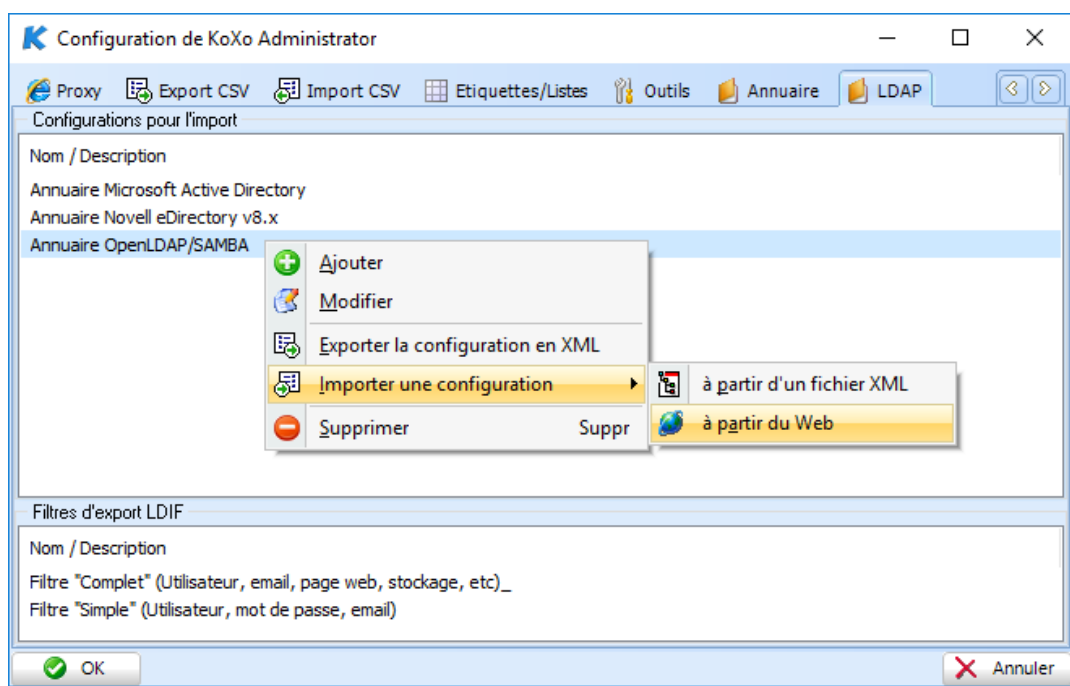 Configuration de KoXo Administrator
Proxy Export CSV Import CSV Etiquettes/Listes Outils Annuaire LDAP
Configurations pour l'import
Nom / Description
Annuaire Microsoft Active Directory
Annuaire Novell eDirectory v8.x
Annuaire OpenLDAP/SAMBA
Ajouter
Modifier
Exporter la configuration en XML
Importer une configuration
à partir d'un fichier XML
à partir du Web
Supprimer Suppr
Filtres d'export LDIF
Nom / Description
Filtre "Complet" (Utilisateur, email, page web, stockage, etc)_
Filtre "Simple" (Utilisateur, mot de passe, email)
OK Annuler